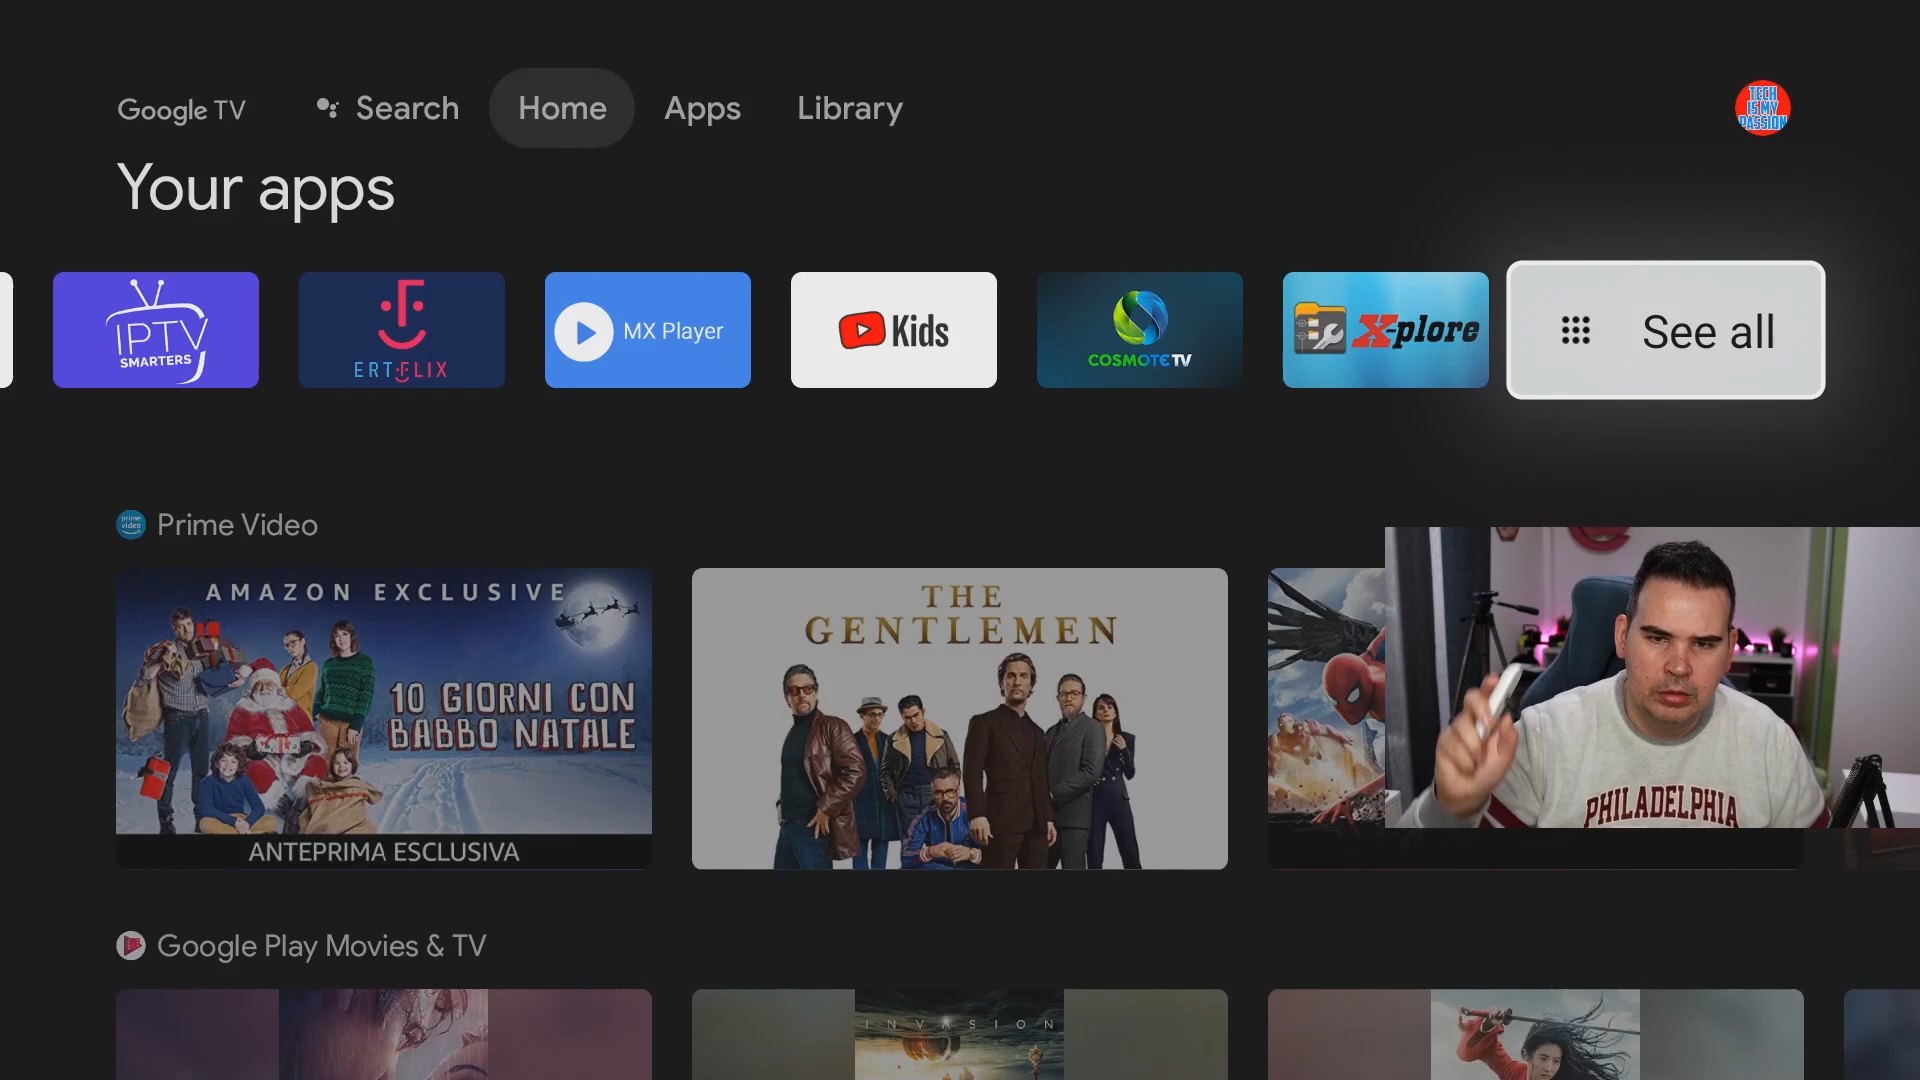 Google TV
Search
Home
Apps
Library
TECH
IS MY
PASSION
Your apps
IPTV
SMARTERS
ERTFLIX
MX Player
Kids
COSMOTE TV
X-plore
See all
prime
video
Prime Video
AMAZON EXCLUSIVE
10 GIORNI CON
BABBO NATALE
ANTEPRIMA ESCLUSIVA
THE
GENTLEMEN
PHILADELPHIA
Google Play Movies & TV
INVASION